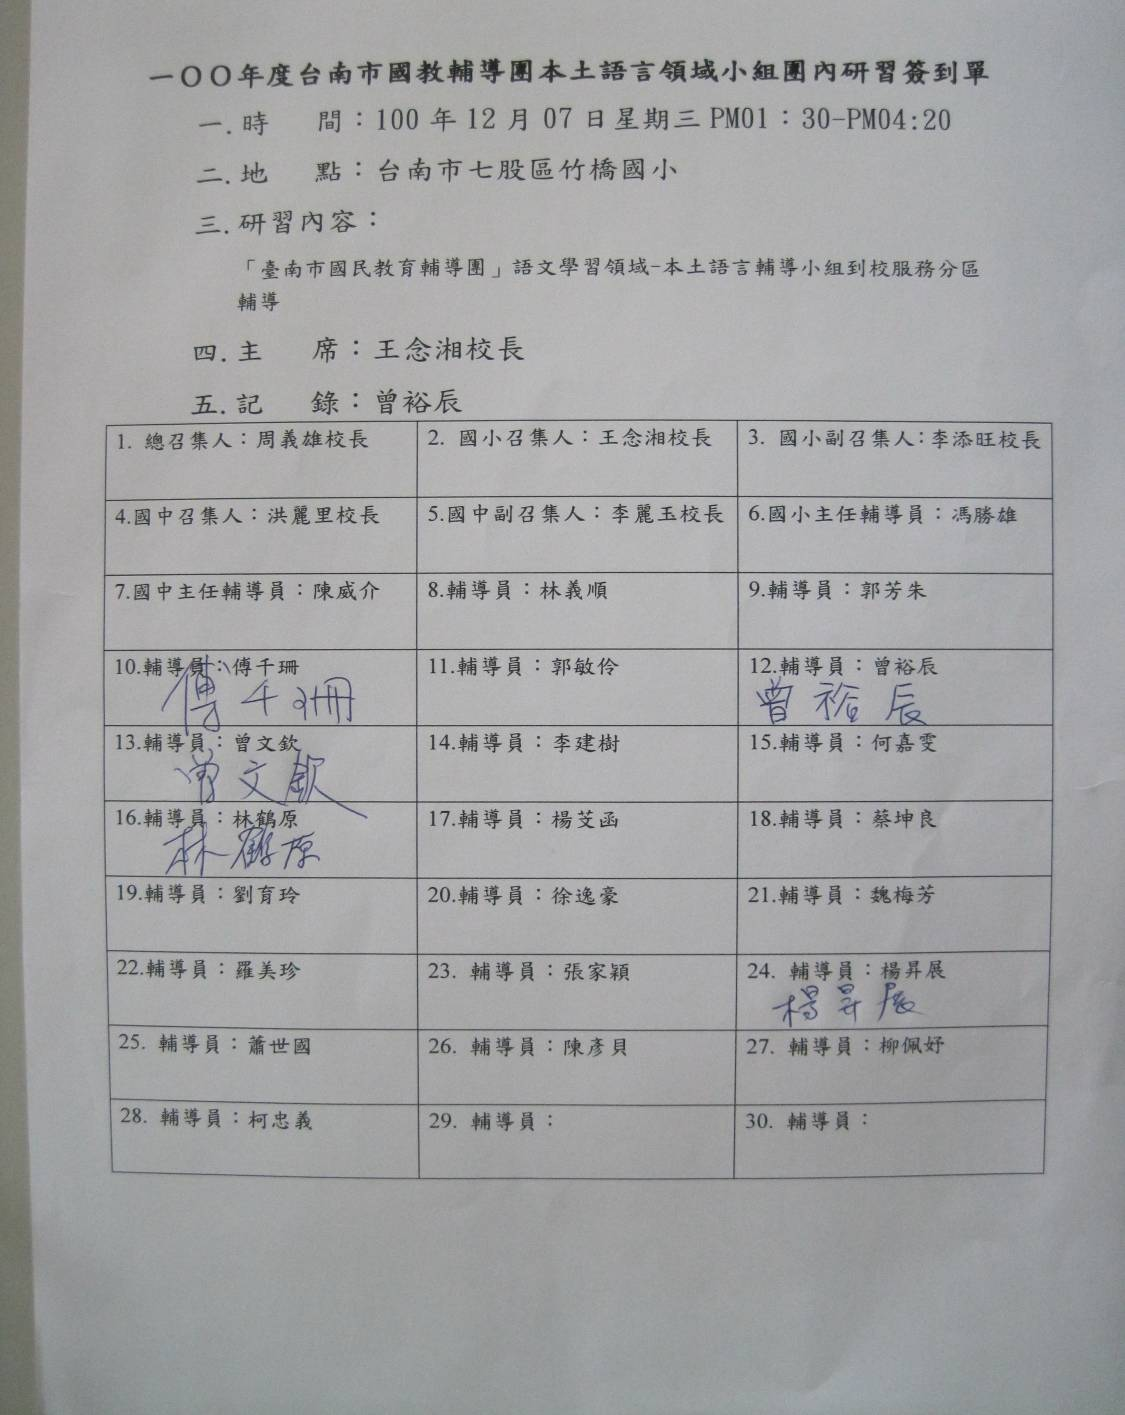 一〇〇年度台南市國教輔導團本土語言領域小組團內研習簽到單
一.時 間：100 年 12 月 07 日星期三 PM01：30-PM04:20
二.地 點：台南市七股區竹橋國小
三.研習內容：
「臺南市國民教育輔導團」語文學習領域-本土語言輔導小組到校服務分區
輔導
四.主 席：王念湘校長
五.記 錄：曾裕辰
1. 總召集人：周義雄校長
2. 國小召集人：王念湘校長
3. 國小副召集人：李添旺校長
4.國中召集人：洪麗里校長
5.國中副召集人：李麗玉校長
6.國小主任輔導員：馮勝雄
7.國中主任輔導員：陳威介
8.輔導員：林義順
9.輔導員：郭芳朱
10.輔導員：傅千珊
傅千珊
11.輔導員：郭敏伶
12.輔導員：曾裕辰
曾裕辰
13.輔導員：曾文欽
曾文欽
14.輔導員：李建樹
15.輔導員：何嘉雯
16.輔導員：林鶴原
林鶴原
17.輔導員：楊芠函
18.輔導員：蔡坤良
19.輔導員：劉育玲
20.輔導員：徐逸豪
21.輔導員：魏梅芳
22.輔導員：羅美珍
23. 輔導員：張家穎
24. 輔導員：楊昇展
楊昇展
25. 輔導員：蕭世國
26. 輔導員：陳彥貝
27. 輔導員：柳佩妤
28. 輔導員：柯忠義
29. 輔導員：
30. 輔導員：